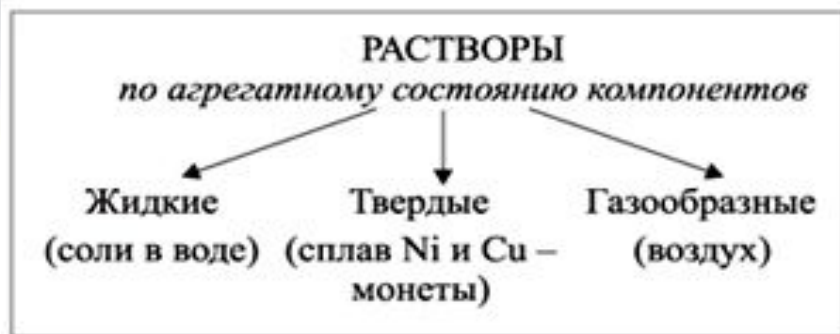 РАСТВОРЫ
по агрегатному состоянию компонентов
Жидкие Твердые Газообразные
(соли в воде) (сплав Ni и Cu – (воздух)
монеты)